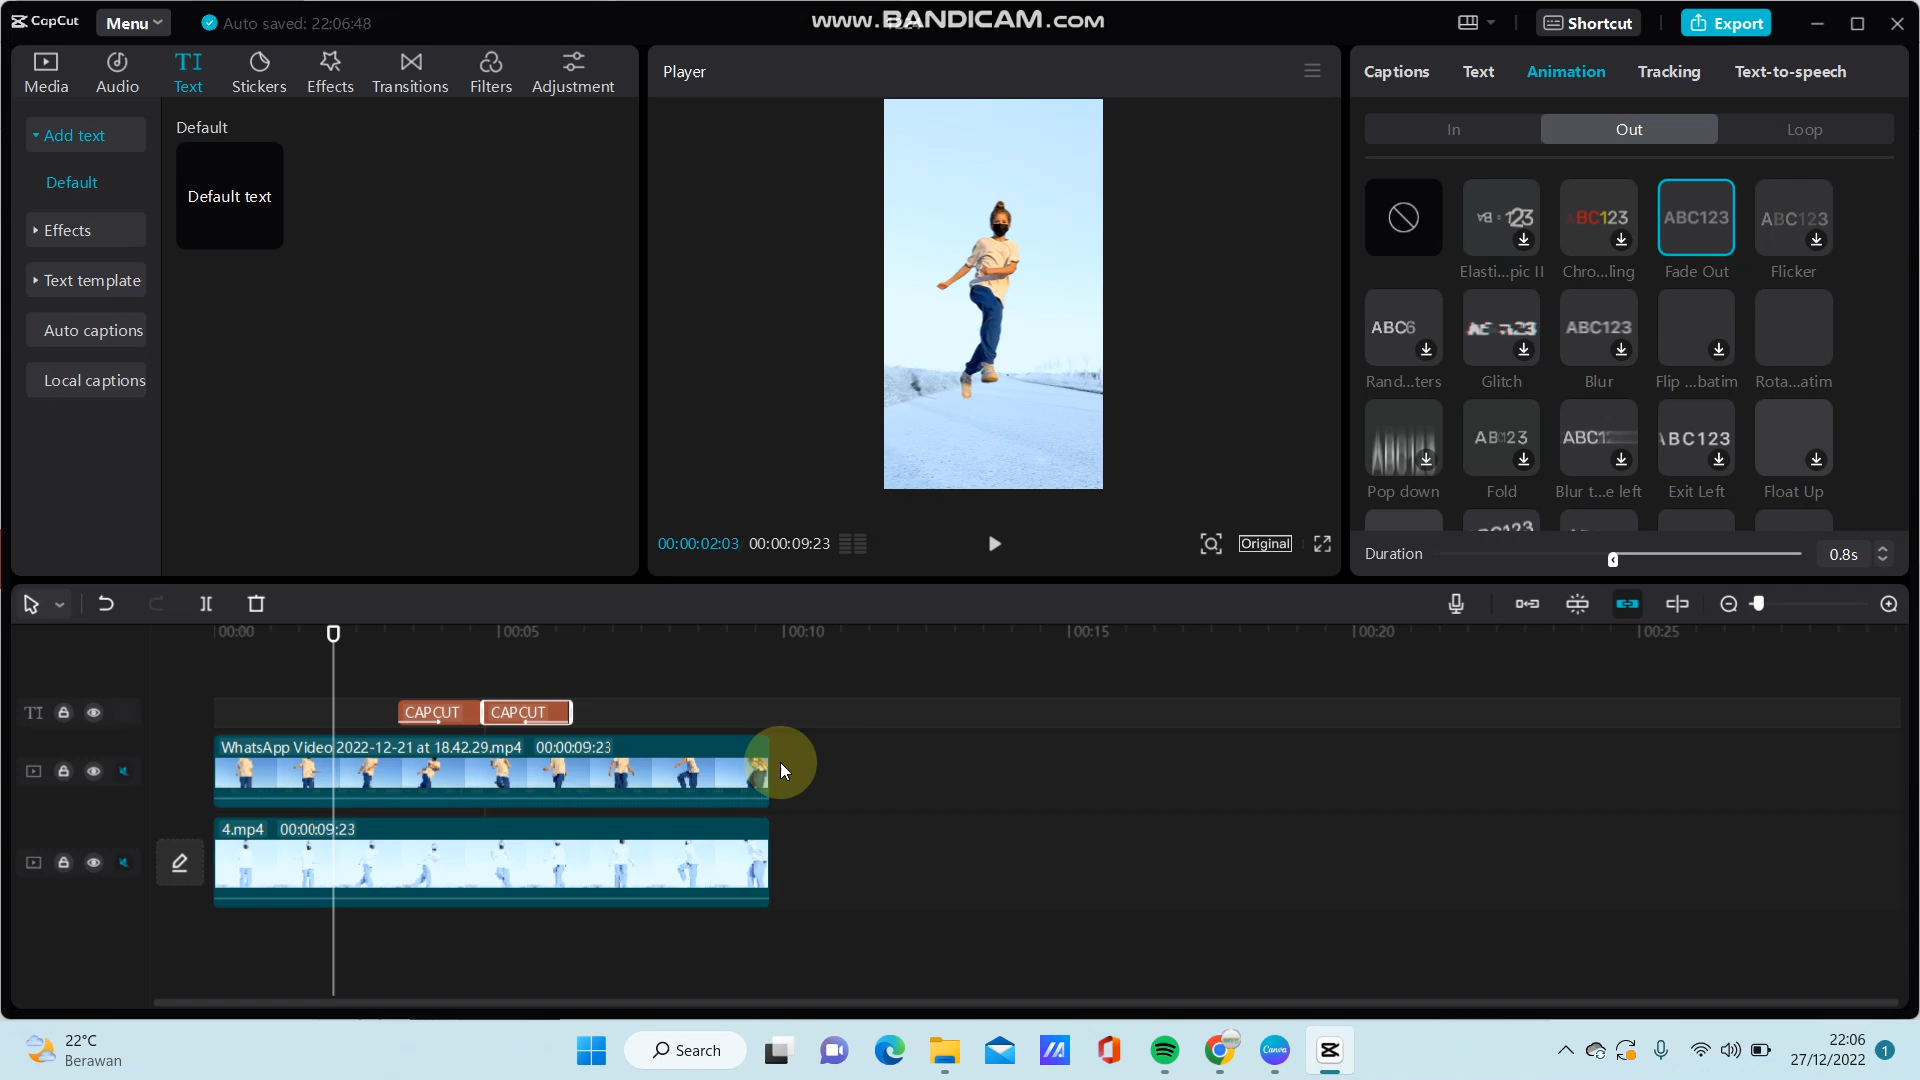 CapCut
Menu
Auto saved: 22:06:48
www.BANDICAM.com
Shortcut
Export
Media
Audio
TI
Text
Stickers
Effects
Transitions
Filters
Adjustment
Player
Captions
Text
Animation
Tracking
Text-to-speech
Add text
Default
Effects
Text template
Auto captions
Local captions
Default
Default text
In
Out
Loop
ABC123
ABC123
ABC123
Elasti...pic II
Chro...ling
Fade Out
Flicker
ABC6
ABC123
Rand...ters
Glitch
Blur
Flip ...batim
Rota...atim
ABC123
Pop down
Fold
Blur t...e left
Exit Left
Float Up
00:00:02:03
00:00:09:23
Original
Duration
0.8s
00:00
00:05
00:10
00:15
00:20
00:25
TI
CAPCUT
CAPCUT
WhatsApp Video 2022-12-21 at 18.42.29.mp4 00:00:09:23
4.mp4 00:00:09:23
22°C
Berawan
Search
Canva
22:06
27/12/2022
1